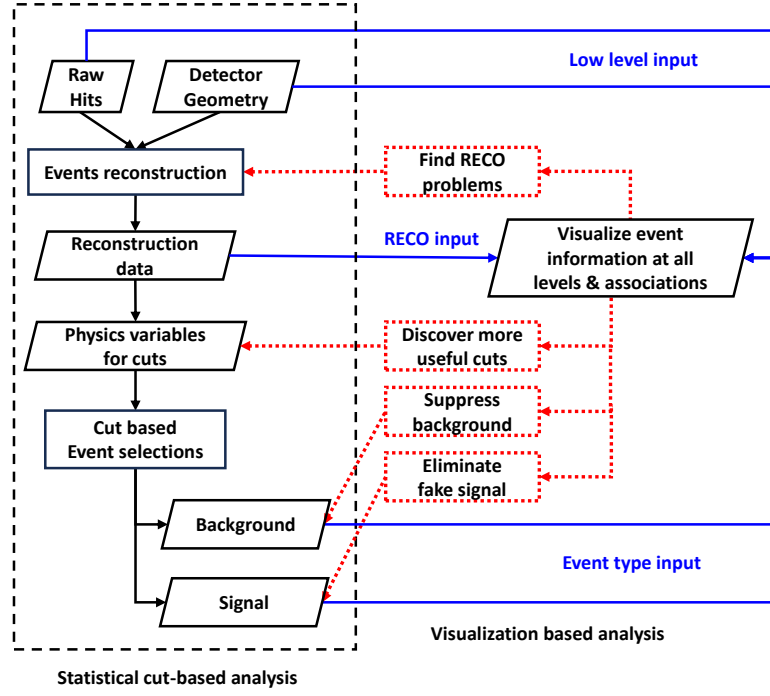 Raw
Hits
Detector
Geometry
Low level input
Events reconstruction
Find RECO
problems
Reconstruction
data
RECO input
Visualize event
information at all
levels & associations
Physics variables
for cuts
Discover more
useful cuts
Cut based
Event selections
Suppress
background
Eliminate
fake signal
Background
Event type input
Signal
Visualization based analysis
Statistical cut-based analysis